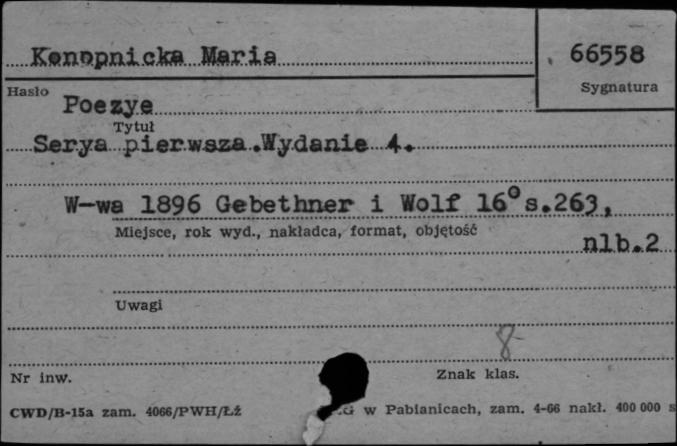 Konopnicka Maria
66558
Hasło
Sygnatura
Poezye
Tytuł
Serya pierwsza.Wydanie 4.
W-wa 1896 Gebethner i Wolf 16° s.263,
Miejsce, rok wyd., nakładca, format, objętość
nlb.2
Uwagi
8
Nr inw.
Znak klas.
CWD/B-15a zam. 4066/PWH/Łż w Pabianicach, zam. 4-66 nakł. 400 000 s